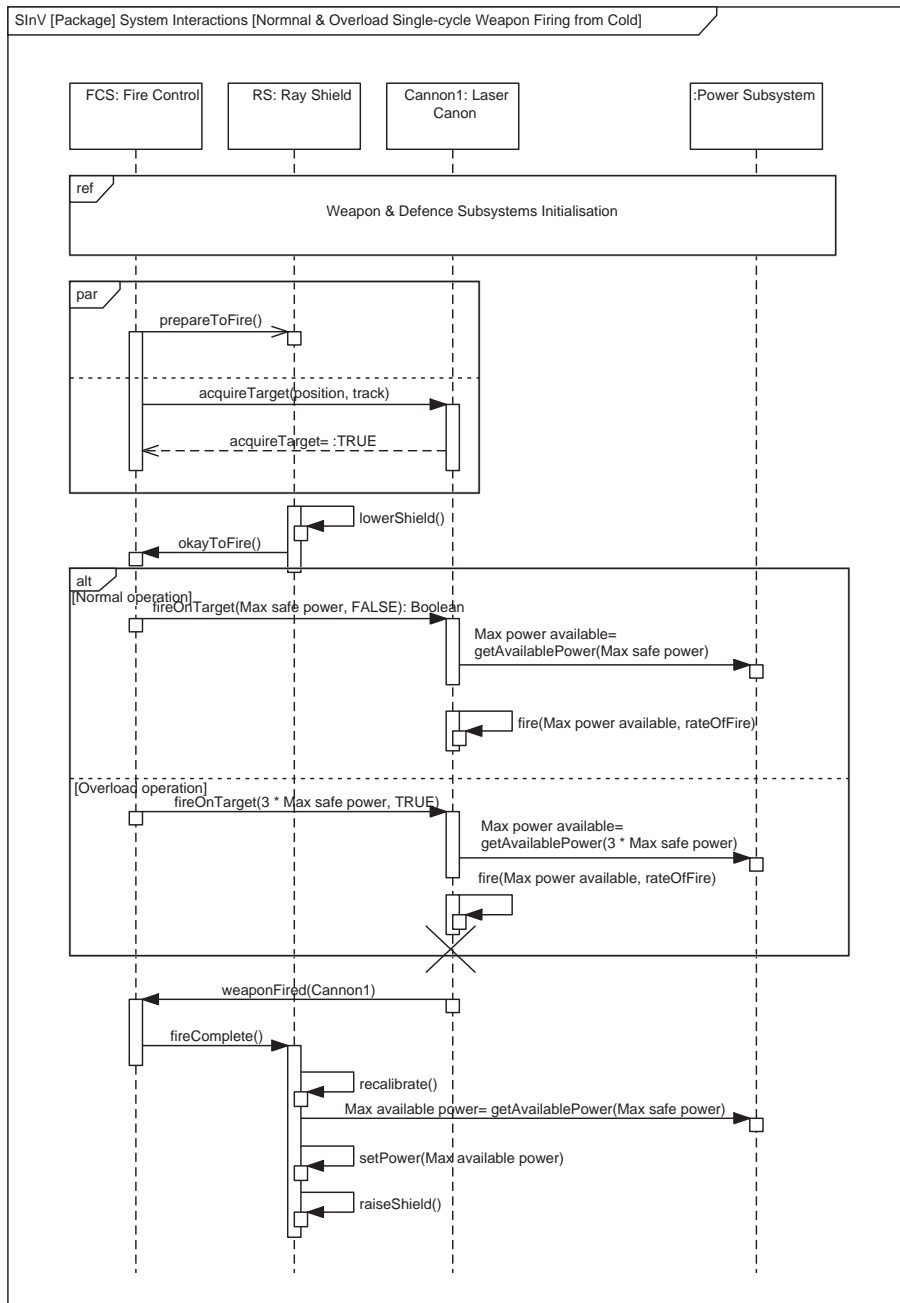 SInV [Package] System Interactions [Normnal & Overload Single-cycle Weapon Firing from Cold]
FCS: Fire Control
RS: Ray Shield
Cannon1: Laser
Canon
:Power Subsystem
ref
Weapon & Defence Subsystems Initialisation
par
prepareToFire()
acquireTarget(position, track)
acquireTarget= :TRUE
lowerShield()
okayToFire()
alt
[Normal operation]
fireOnTarget(Max safe power, FALSE): Boolean
Max power available=
getAvailablePower(Max safe power)
fire(Max power available, rateOfFire)
[Overload operation]
fireOnTarget(3 * Max safe power, TRUE)
Max power available=
getAvailablePower(3 * Max safe power)
fire(Max power available, rateOfFire)
weaponFired(Cannon1)
fireComplete()
recalibrate()
Max available power= getAvailablePower(Max safe power)
setPower(Max available power)
raiseShield()